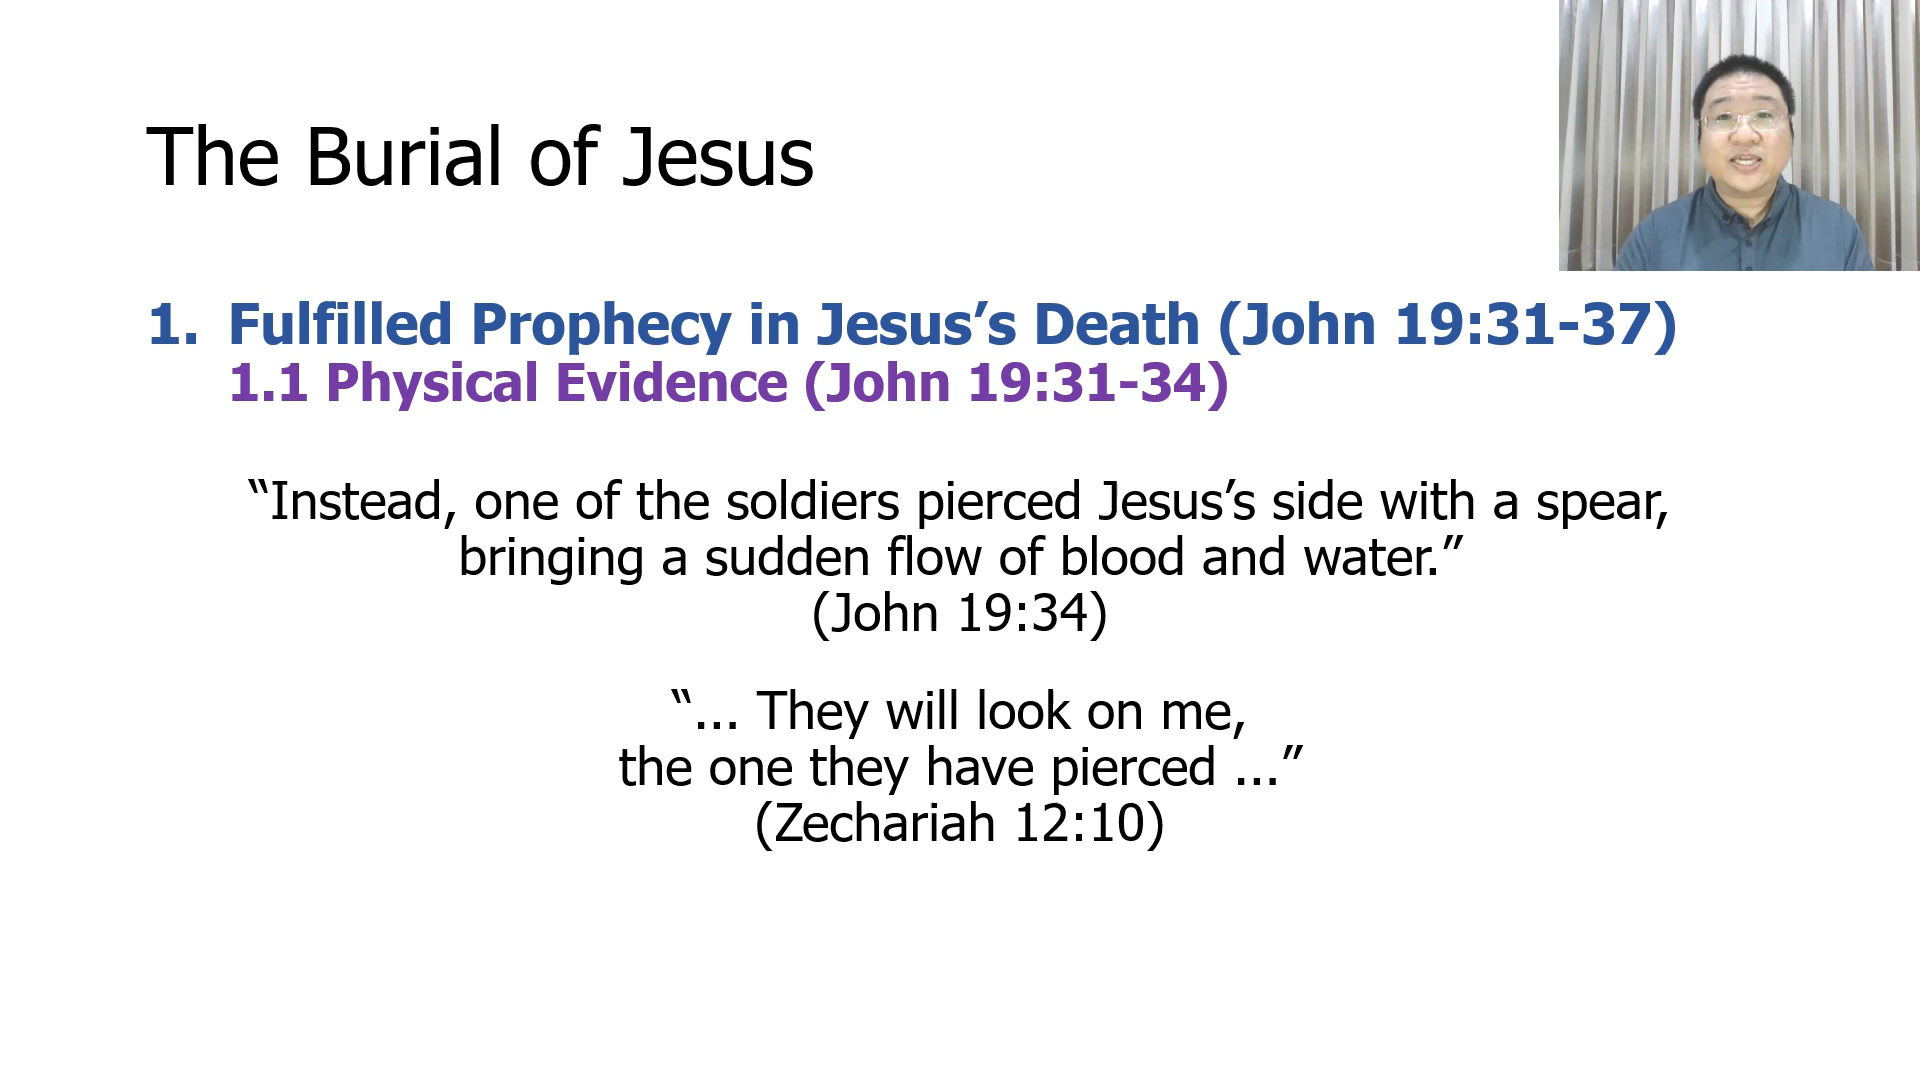 The Burial of Jesus
1. Fulfilled Prophecy in Jesus’s Death (John 19:31-37)
1.1 Physical Evidence (John 19:31-34)
“Instead, one of the soldiers pierced Jesus’s side with a spear,
bringing a sudden flow of blood and water.”
(John 19:34)
“... They will look on me,
the one they have pierced ...”
(Zechariah 12:10)